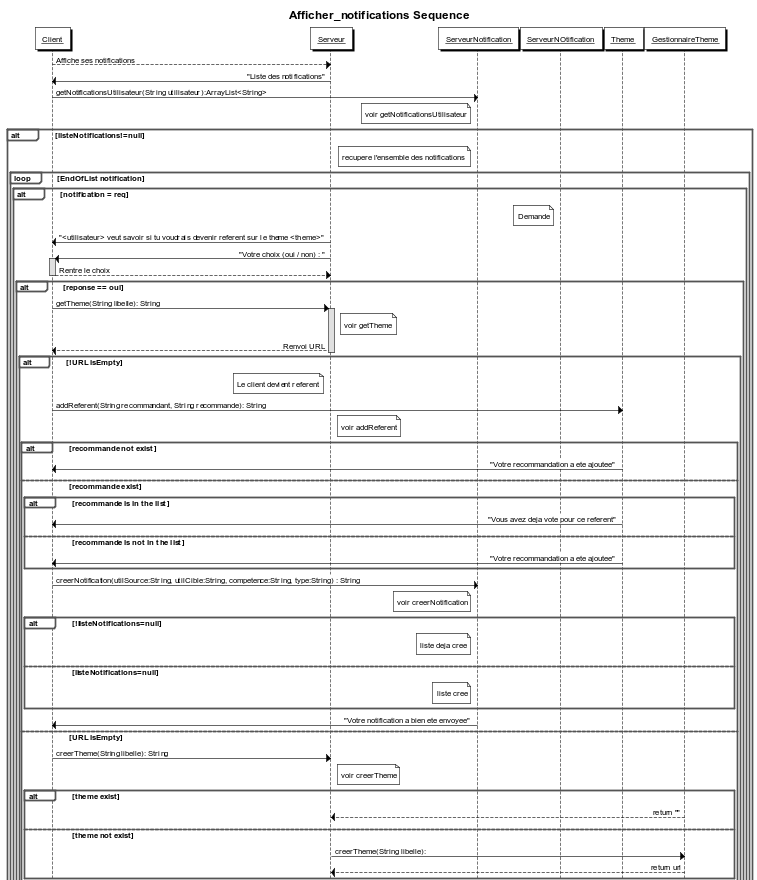 Afficher_notifications Sequence
Client
Serveur
ServeurNotification
ServeurNOtification
Theme
GestionnaireTheme
Affiche ses notifications
"Liste des notifications"
getNotificationsUtilisateur(String utilisateur):ArrayList<String>
voir getNotificationsUtilisateur
alt
[listeNotifications!=null]
recupere l'ensemble des notifications
loop
[EndOfList notification]
alt
[notification = req]
Demande
"<utilisateur> veut savoir si tu voudrais devenir referent sur le theme <theme>"
"Votre choix (oui / non) : "
Rentre le choix
alt
[reponse == oui]
getTheme(String libelle): String
voir getTheme
Renvoi URL
alt
[!URL isEmpty]
Le client devient referent
addReferent(String recommandant, String recommande): String
voir addReferent
alt
[recommande not exist]
"Votre recommandation a ete ajoutee"
[recommande exist]
alt
[recommande is in the list]
"Vous avez deja vote pour ce referent"
[recommande is not in the list]
"Votre recommandation a ete ajoutee"
creerNotification(utilSource:String, utilCible:String, competence:String, type:String) : String
voir creerNotification
alt
[!listeNotifications=null]
liste deja cree
[listeNotifications=null]
liste cree
"Votre notification a bien ete envoyee"
[URL isEmpty]
creerTheme(String libelle): String
voir creerTheme
alt
[theme exist]
return ""
[theme not exist]
creerTheme(String libelle):
return url